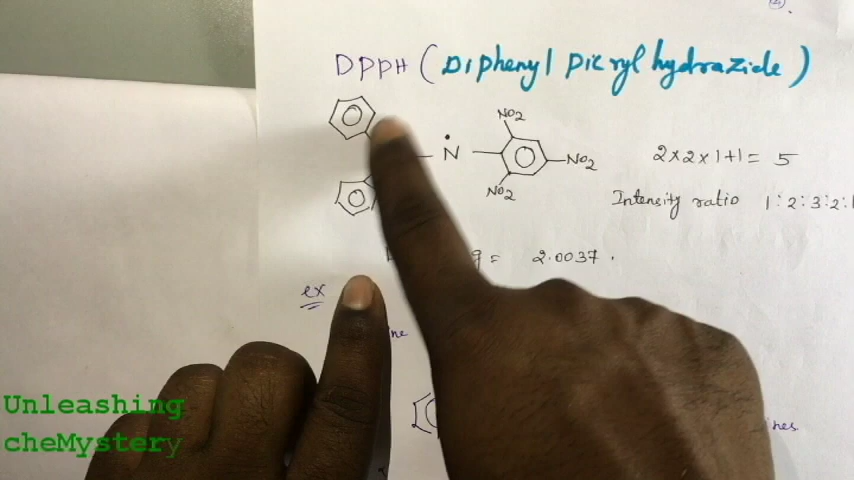 DPPH (Diphenyl picryl hydrazide)
NO2
N̊ NO2
NO2
2x2x1+1 = 5
Intensity ratio 1:2:3:2:1
g = 2.0037.
ex
Unleashing
cheMystery